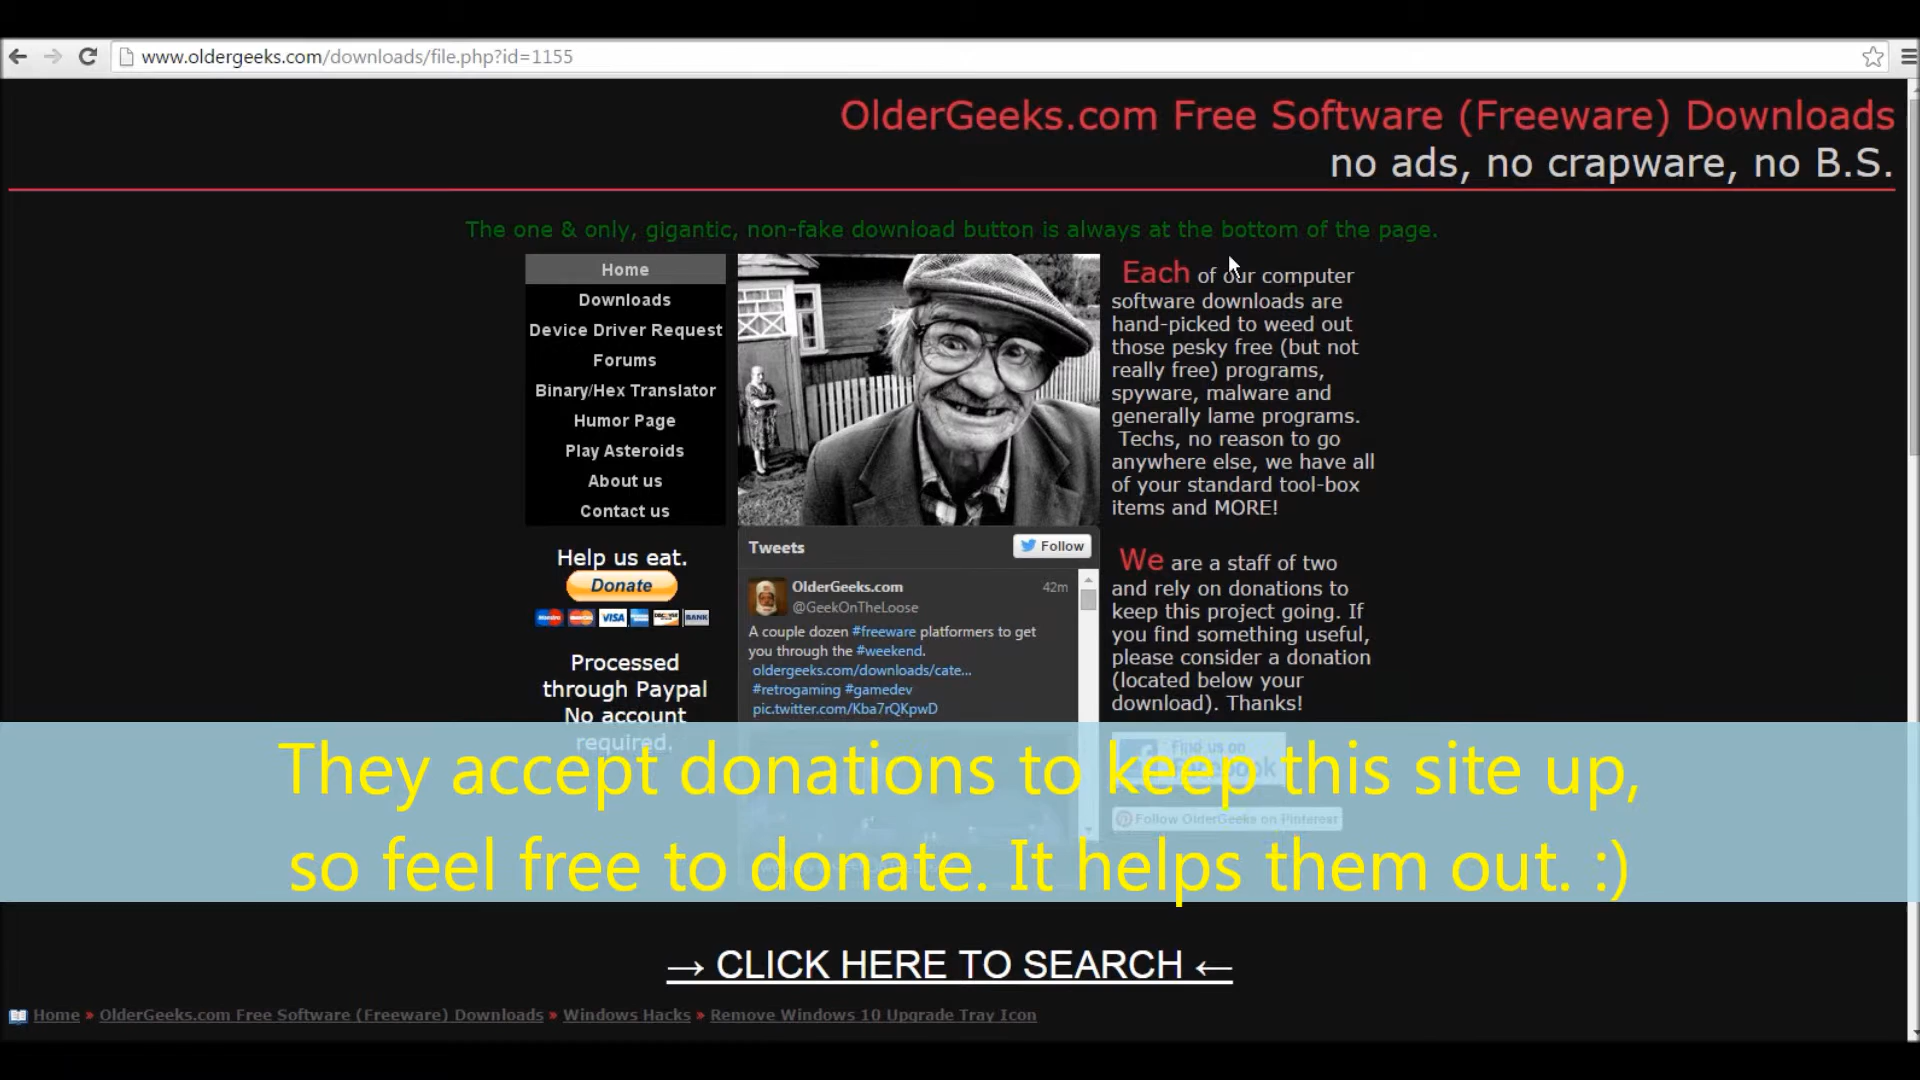 www.oldergeeks.com/downloads/file.php?id=1155
OlderGeeks.com Free Software (Freeware) Downloads
no ads, no crapware, no B.S.
The one & only, gigantic, non-fake download button is always at the bottom of the page.
Home
Downloads
Device Driver Request
Forums
Binary/Hex Translator
Humor Page
Play Asteroids
About us
Contact us
Help us eat.
Donate
VISA
BANK
Processed
through Paypal
No account
required.
Tweets
Follow
OlderGeeks.com
42m
@GeekOnTheLoose
A couple dozen #freeware platformers to get
you through the #weekend.
oldergeeks.com/downloads/cate...
#retrogaming #gamedev
pic.twitter.com/Kba7rQKpwD
Each of our computer
software downloads are
hand-picked to weed out
those pesky free (but not
really free) programs,
spyware, malware and
generally lame programs.
Techs, no reason to go
anywhere else, we have all
of your standard tool-box
items and MORE!
We are a staff of two
and rely on donations to
keep this project going. If
you find something useful,
please consider a donation
(located below your
download). Thanks!
Find us on
Facebook
Follow OlderGeeks on Pinterest
They accept donations to keep this site up,
so feel free to donate. It helps them out. :)
→ CLICK HERE TO SEARCH ←
Home » OlderGeeks.com Free Software (Freeware) Downloads » Windows Hacks » Remove Windows 10 Upgrade Tray Icon